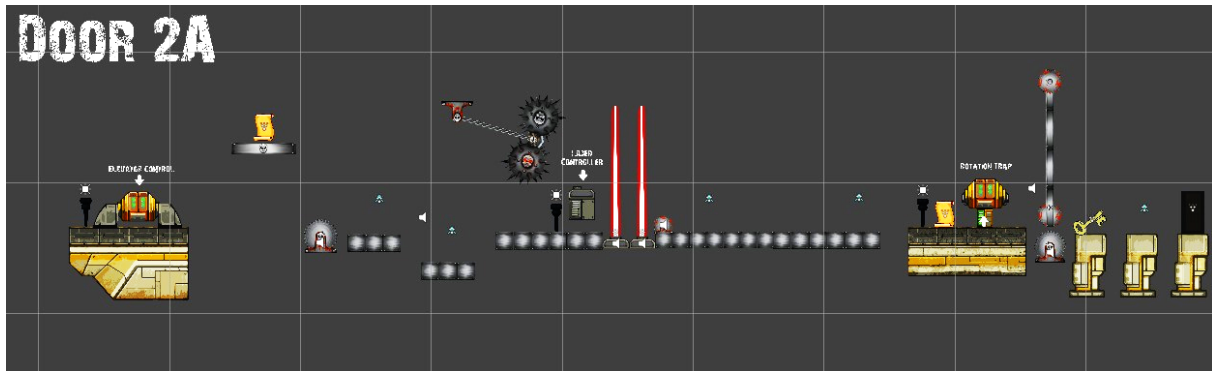 Door 2A
Elevator Control
Laser
Controller
Rotation Trap